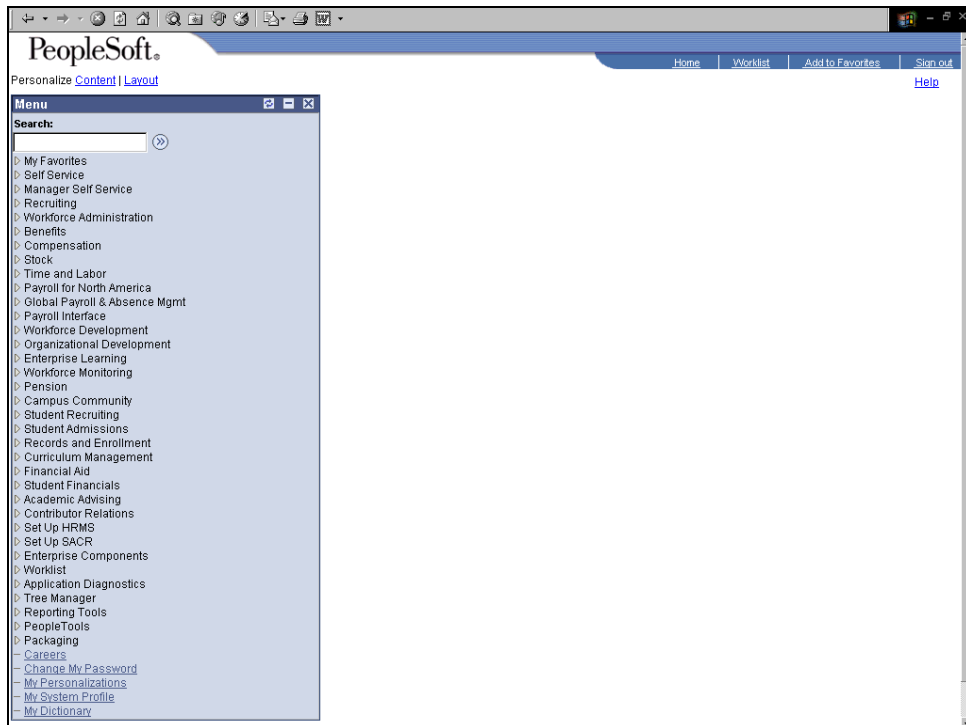 PeopleSoft®
Home | Worklist | Add to Favorites | Sign out
Personalize Content | Layout
Help
Menu
Search:
My Favorites
Self Service
Manager Self Service
Recruiting
Workforce Administration
Benefits
Compensation
Stock
Time and Labor
Payroll for North America
Global Payroll & Absence Mgmt
Payroll Interface
Workforce Development
Organizational Development
Enterprise Learning
Workforce Monitoring
Pension
Campus Community
Student Recruiting
Student Admissions
Records and Enrollment
Curriculum Management
Financial Aid
Student Financials
Academic Advising
Contributor Relations
Set Up HRMS
Set Up SACR
Enterprise Components
Worklist
Application Diagnostics
Tree Manager
Reporting Tools
PeopleTools
Packaging
Careers
Change My Password
My Personalizations
My System Profile
My Dictionary